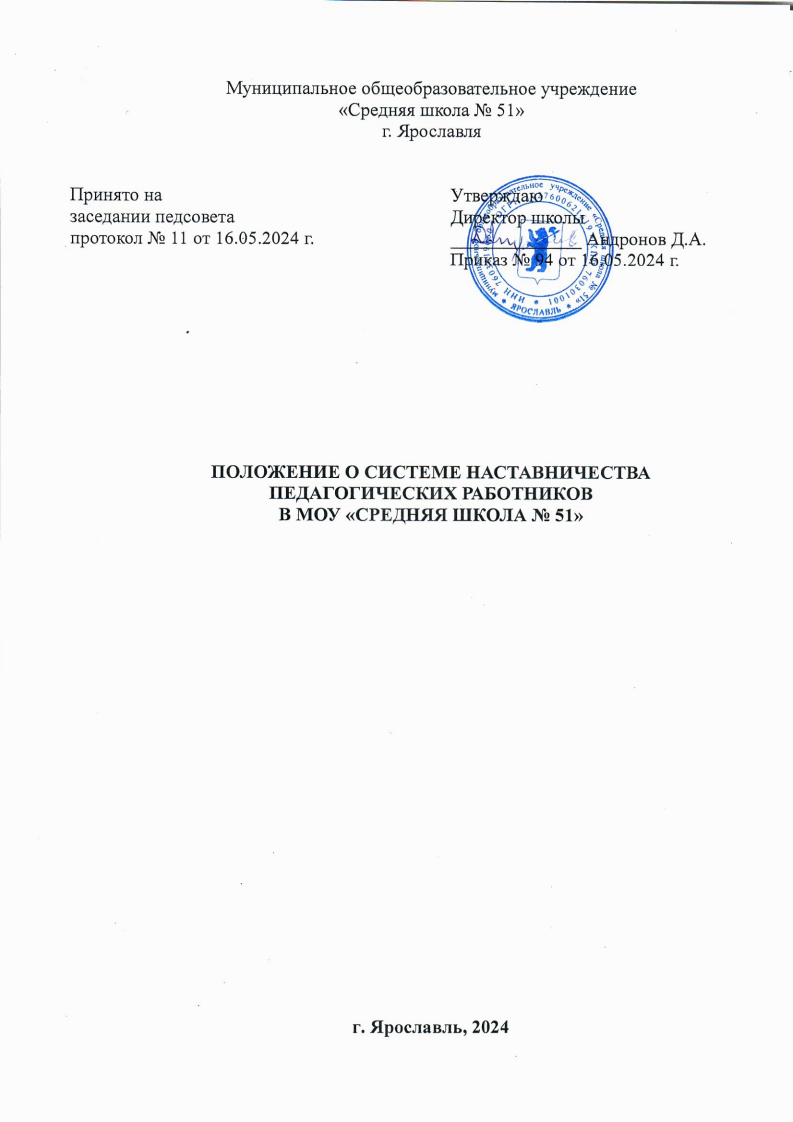 Муниципальное общеобразовательное учреждение
«Средняя школа № 51»
г. Ярославля
Принято на
заседании педсовета
протокол № 11 от 16.05.2024 г.
Утверждаю
Директор школы
Андронов Д.А.
Приказ № 94 от 16.05.2024 г.
ЯРОСЛАВЛЬ
ПОЛОЖЕНИЕ О СИСТЕМЕ НАСТАВНИЧЕСТВА
ПЕДАГОГИЧЕСКИХ РАБОТНИКОВ
В МОУ «СРЕДНЯЯ ШКОЛА № 51»
г. Ярославль, 2024